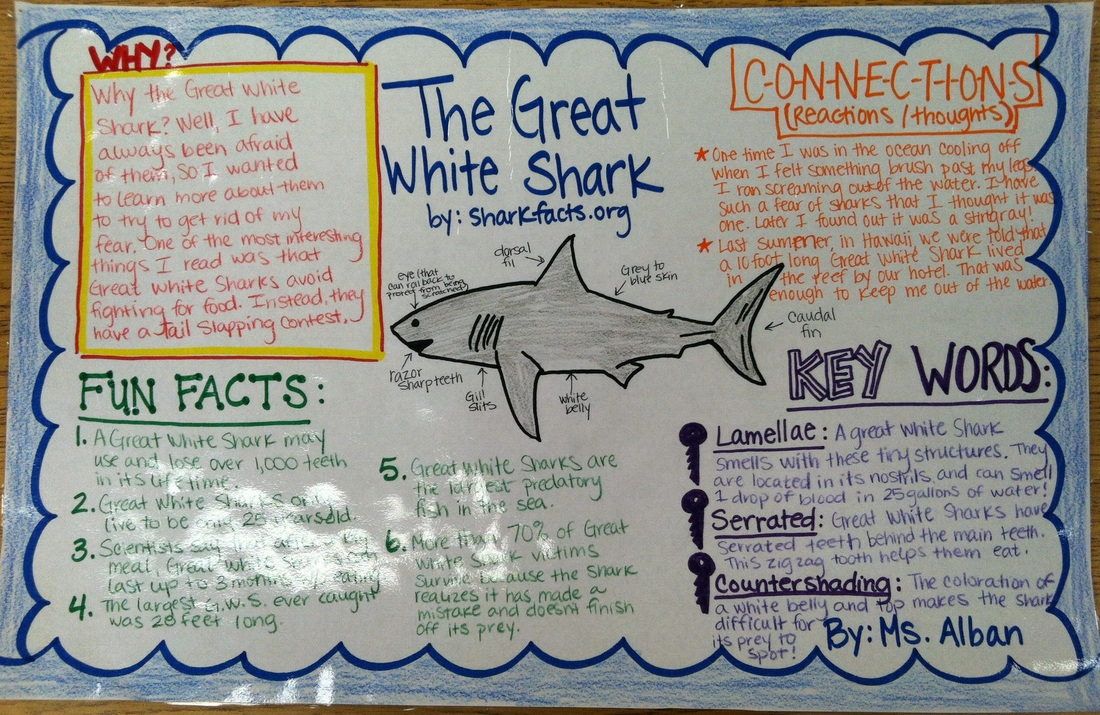 WHY?
Why the Great White
Shark? Well, I have
always been afraid
of them, so I wanted
to learn more about them
to try to get rid of my
fear. One of the most interesting
things I read was that
Great White Sharks avoid
fighting for food. Instead, they
have a tail slapping contest.
The Great
White Shark
by: sharkfacts.org
C-O-N-N-E-C-T-I-O-N-S
(Reactions / thoughts)
★ One time I was in the ocean cooling off
when I felt something brush past my legs.
I ran screaming out of the water. I have
such a fear of sharks that I thought it was
one. Later I found out it was a stingray!
★ Last summer in Hawaii we were told that
a 10 foot long Great White Shark lived
in the reef by our hotel. That was
enough to keep me out of the water.
eye (that
can roll back to
protect from being
scratched)
dorsal
fil
Grey to
blue skin
Caudal
fin
razor
sharp teeth
Gill
slits
white
belly
FUN FACTS:
1. A Great White Shark may
use and lose over 1,000 teeth
in its lifetime.
2. Great White Sharks only
live to be only 25 years old.
3. Scientists say big
meal, Great White
last up to 3 months eating
4. The largest G.W.S. ever caught
was 28 feet long.
5. Great White Sharks are
the largest predatory
fish in the sea.
6. More than 70% of Great
White Shark victims
survive because the shark
realizes it has made a
mistake and doesn't finish
off its prey.
KEY WORDS:
Lamellae: A great White Shark
smells with these tiny structures. They
are located in its nostrils and can smell
1 drop of blood in 25 gallons of water!
Serrated: Great White Sharks have
serrated teeth behind the main teeth.
This zig zag tooth helps them eat.
Countershading: The coloration of
a white belly and top makes the shark
difficult for
its prey to
spot!
By: Ms. Alban